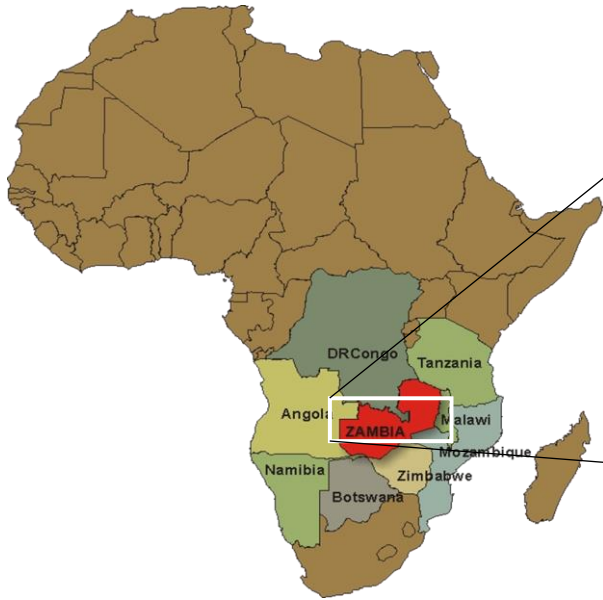 DRCongo
Tanzania
Angola
Malawi
ZAMBIA
Mozambique
Namibia
Zimbabwe
Botswana